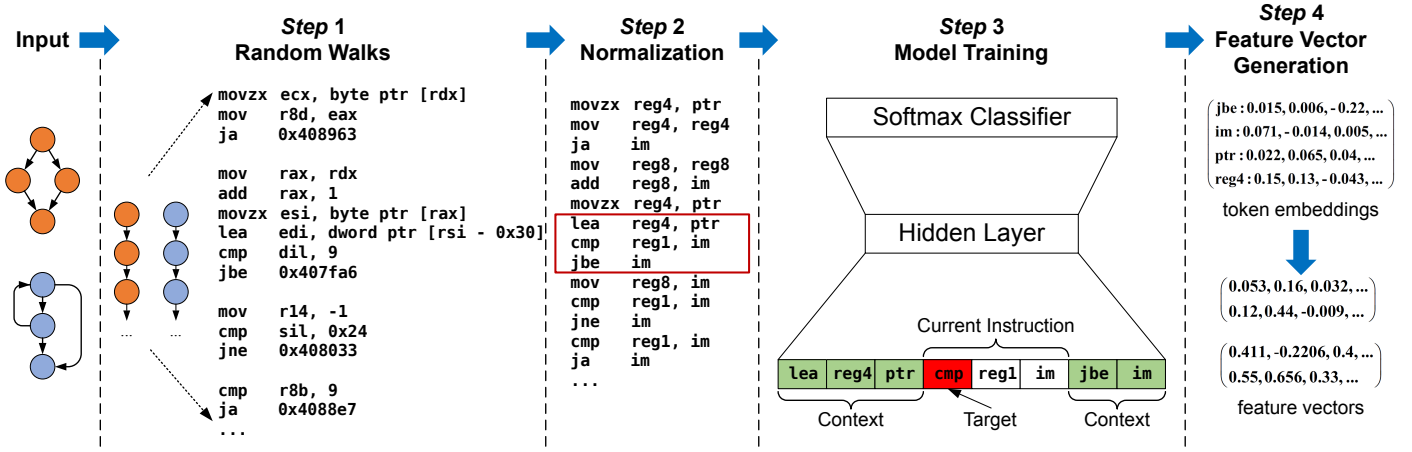 Input
Step 1
Random Walks
movzx ecx, byte ptr [rdx]
mov r8d, eax
ja 0x408963
mov rax, rdx
add rax, 1
movzx esi, byte ptr [rax]
lea edi, dword ptr [rsi - 0x30]
cmp dil, 9
jbe 0x407fa6
mov r14, -1
cmp sil, 0x24
jne 0x408033
cmp r8b, 9
ja 0x4088e7
...
...
...
Step 2
Normalization
movzx reg4, ptr
mov reg4, reg4
ja im
mov reg8, reg8
add reg8, im
movzx reg4, ptr
lea reg4, ptr
cmp reg1, im
jbe im
mov reg8, im
cmp reg1, im
jne im
cmp reg1, im
ja im
...
Step 3
Model Training
Softmax Classifier
Hidden Layer
Current Instruction
lea reg4 ptr cmp reg1 im jbe im
Context Target Context
Step 4
Feature Vector
Generation
jbe : 0.015, 0.006, - 0.22, ...
im : 0.071, - 0.014, 0.005, ...
ptr : 0.022, 0.065, 0.04, ...
reg4 : 0.15, 0.13, - 0.043, ...
token embeddings
0.053, 0.16, 0.032, ...
0.12, 0.44, -0.009, ...
0.411, -0.2206, 0.4, ...
0.55, 0.656, 0.33, ...
feature vectors